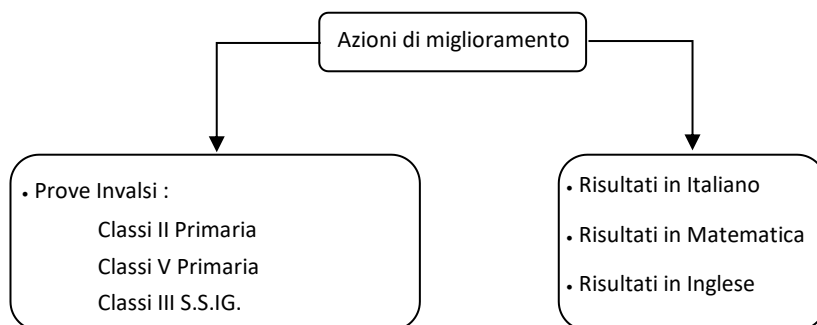 Azioni di miglioramento
• Prove Invalsi :
Classi II Primaria
Classi V Primaria
Classi III S.S.IG.
• Risultati in Italiano
• Risultati in Matematica
• Risultati in Inglese